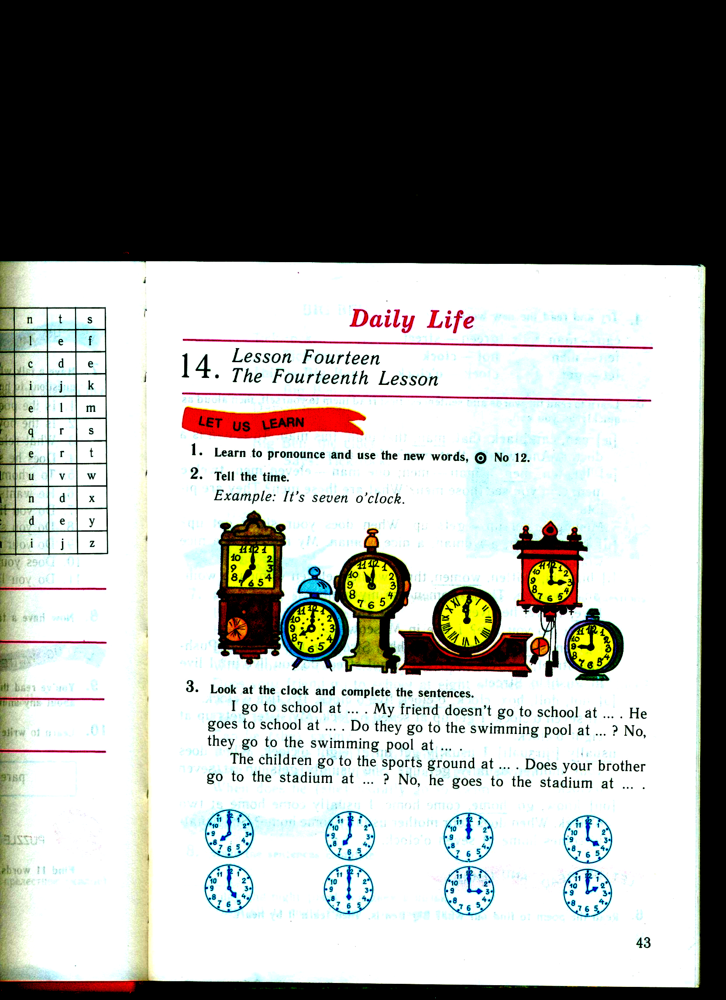 n t s
l e f
c d e
i j k
e l m
q r s
e r t
u v w
n d x
d e y
i j z
Daily Life
14. Lesson Fourteen
The Fourteenth Lesson
LET US LEARN
1. Learn to pronounce and use the new words, No 12.
2. Tell the time.
Example: It's seven o'clock.
3. Look at the clock and complete the sentences.
I go to school at ... . My friend doesn't go to school at ... . He
goes to school at ... . Do they go to the swimming pool at ... ? No,
they go to the swimming pool at ... .
The children go to the sports ground at ... . Does your brother
go to the stadium at ... ? No, he goes to the stadium at ... .
43